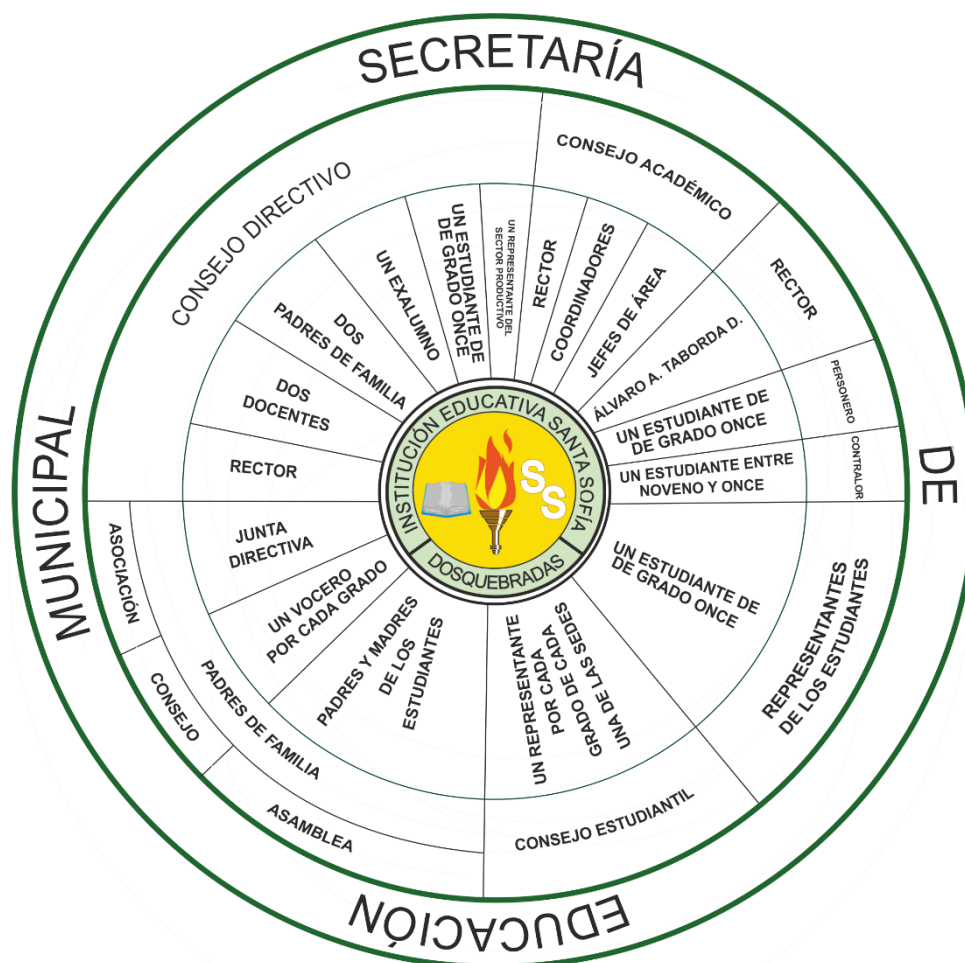 SECRETARÍA
DE
EDUCACIÓN
MUNICIPAL
CONSEJO DIRECTIVO
RECTOR
DOS
DOCENTES
DOS
PADRES DE FAMILIA
UN EXALUMNO
UN ESTUDIANTE DE
DE GRADO ONCE
UN REPRESENTANTE DEL
SECTOR PRODUCTIVO
CONSEJO ACADÉMICO
RECTOR
COORDINADORES
JEFES DE ÁREA
RECTOR
ÁLVARO A. TABORDA D.
PERSONERO
UN ESTUDIANTE DE
DE GRADO ONCE
CONTRALOR
UN ESTUDIANTE ENTRE
NOVENO Y ONCE
REPRESENTANTES
DE LOS ESTUDIANTES
UN ESTUDIANTE DE
DE GRADO ONCE
CONSEJO ESTUDIANTIL
UN REPRESENTANTE
POR CADA
GRADO DE CADA
UNA DE LAS SEDES
PADRES DE FAMILIA
ASAMBLEA
PADRES Y MADRES
DE LOS
ESTUDIANTES
CONSEJO
UN VOCERO
POR CADA GRADO
ASOCIACIÓN
JUNTA
DIRECTIVA
INSTITUCIÓN EDUCATIVA SANTA SOFÍA
SS
DOSQUEBRADAS